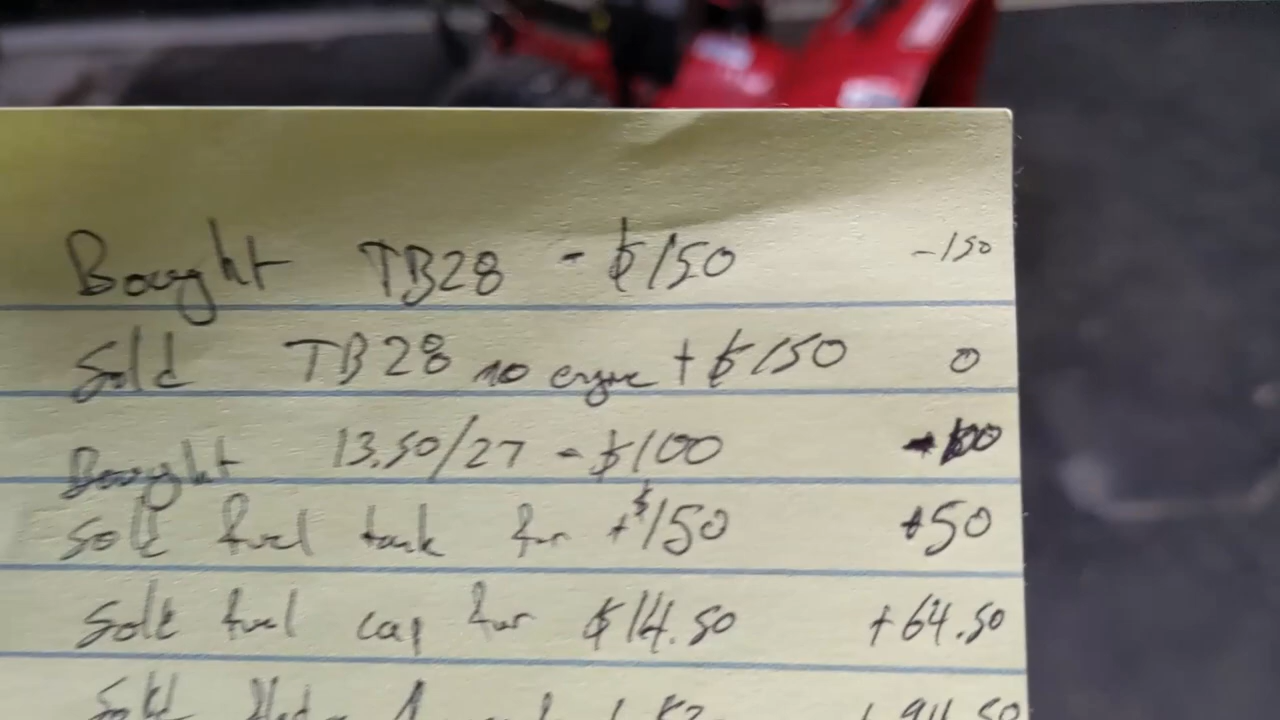 Bought TB28 - $150 -150
Sold TB28 no engine + $150 0
Bought 13.50/27 - $100 -100
Sold fuel tank for +$150 +50
Sold fuel cap for $14.50 +64.50
Sold